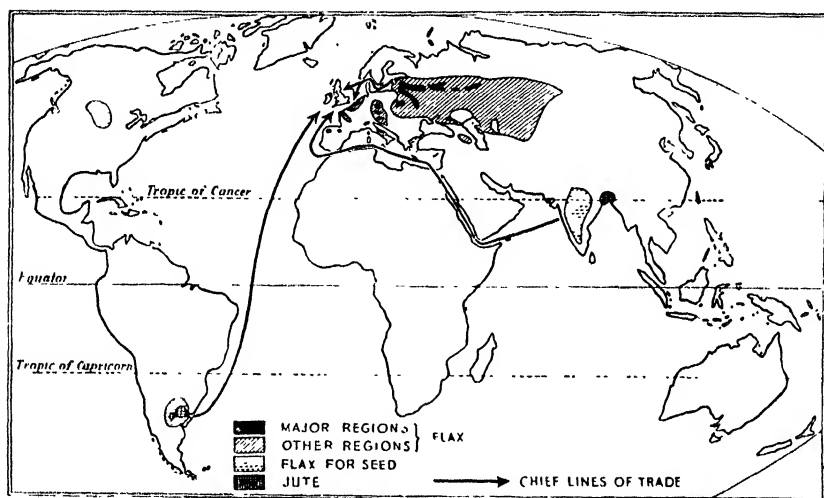 Tropic of Cancer
Equator
Tropic of Capricorn
MAJOR REGIONS
OTHER REGIONS } FLAX
FLAX FOR SEED
JUTE
CHIEF LINES OF TRADE